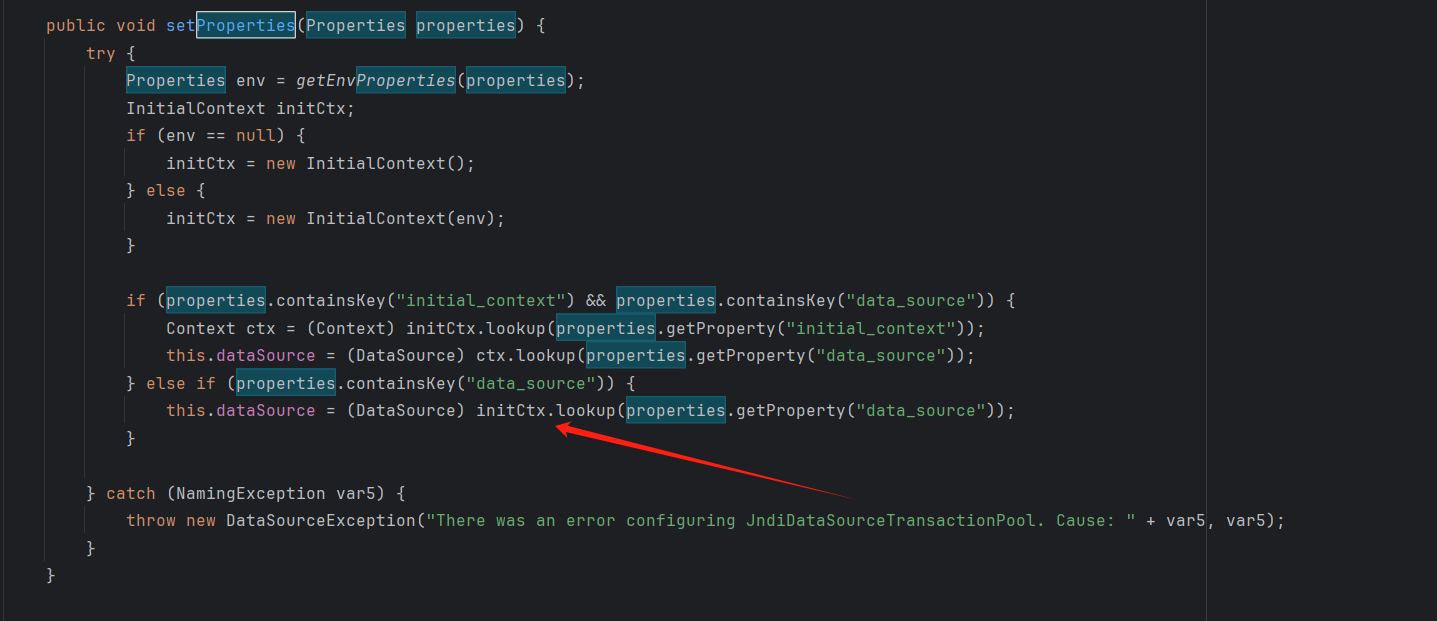 public void setProperties(Properties properties) {
try {
Properties env = getEnvProperties(properties);
InitialContext initCtx;
if (env == null) {
initCtx = new InitialContext();
} else {
initCtx = new InitialContext(env);
}
if (properties.containsKey("initial_context") && properties.containsKey("data_source")) {
Context ctx = (Context) initCtx.lookup(properties.getProperty("initial_context"));
this.dataSource = (DataSource) ctx.lookup(properties.getProperty("data_source"));
} else if (properties.containsKey("data_source")) {
this.dataSource = (DataSource) initCtx.lookup(properties.getProperty("data_source"));
}
} catch (NamingException var5) {
throw new DataSourceException("There was an error configuring JndiDataSourceTransactionPool. Cause: " + var5, var5);
}
}